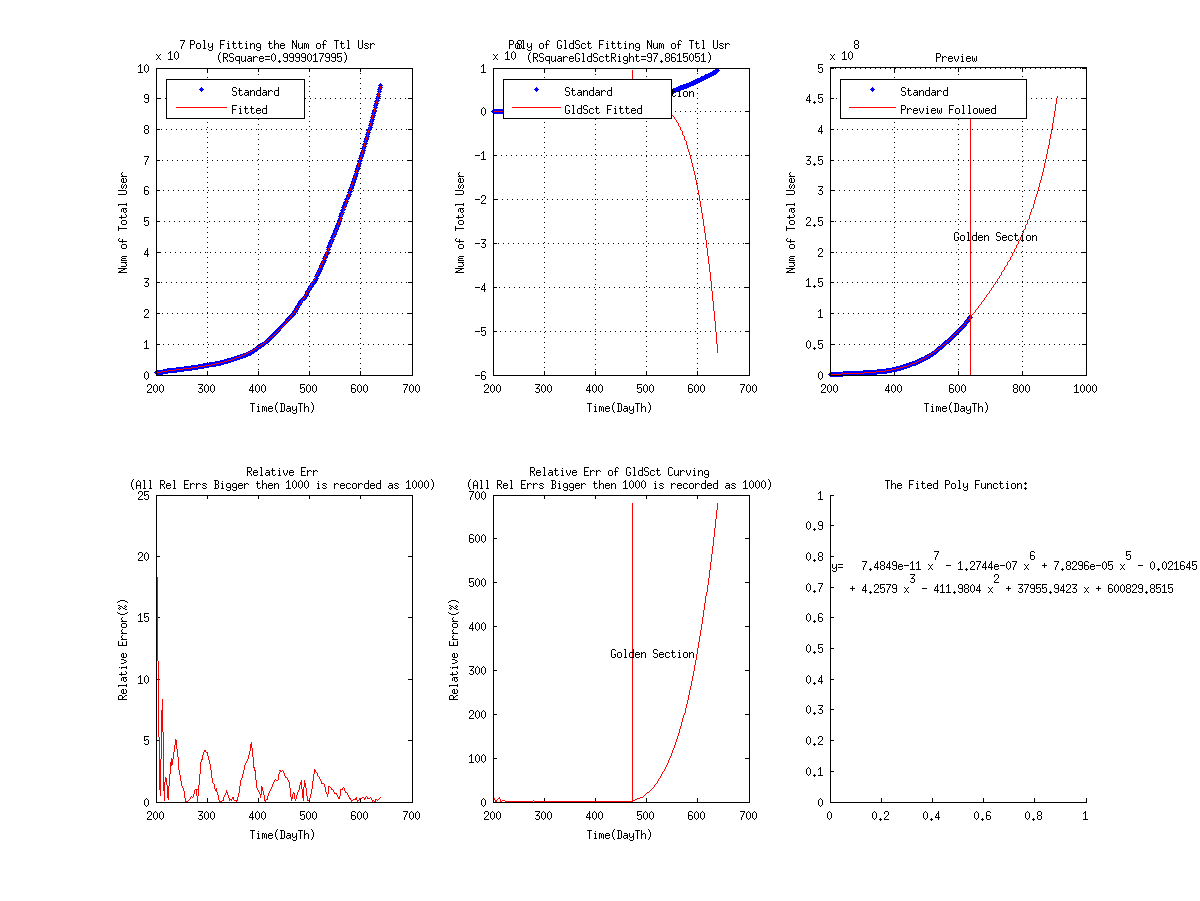 7 Poly Fitting the Num of Ttl Usr
(RSquare=0.9999017995)
x 10
10
9
8
7
6
5
4
3
2
1
0
200 300 400 500 600 700
Num of Total User
Time(DayTh)
Standard
Fitted
Poly of GldSct Fitting Num of Ttl Usr
(RSquareGldSctRight=97.8615051)
x 10
1
0
-1
-2
-3
-4
-5
-6
200 300 400 500 600 700
Num of Total User
Time(DayTh)
Standard
GldSct Fitted
ction
8
Preview
x 10
5
4.5
4
3.5
3
2.5
2
1.5
1
0.5
0
200 400 600 800 1000
Num of Total User
Time(DayTh)
Standard
Preview Followed
Golden Section
Relative Err
(All Rel Errs Bigger then 1000 is recorded as 1000)
25
20
15
10
5
0
200 300 400 500 600 700
Relative Error(%)
Time(DayTh)
Relative Err of GldSct Curving
(All Rel Errs Bigger then 1000 is recorded as 1000)
700
600
500
400
300
200
100
0
200 300 400 500 600 700
Relative Error(%)
Time(DayTh)
Golden Section
The Fited Poly Function:
1
0.9
0.8
0.7
0.6
0.5
0.4
0.3
0.2
0.1
0
0 0.2 0.4 0.6 0.8 1
y= 7.4849e-11 x^7 - 1.2744e-07 x^6 + 7.8296e-05 x^5 - 0.021645
+ 4.2579 x^3 - 411.9804 x^2 + 37955.9423 x + 600829.8515